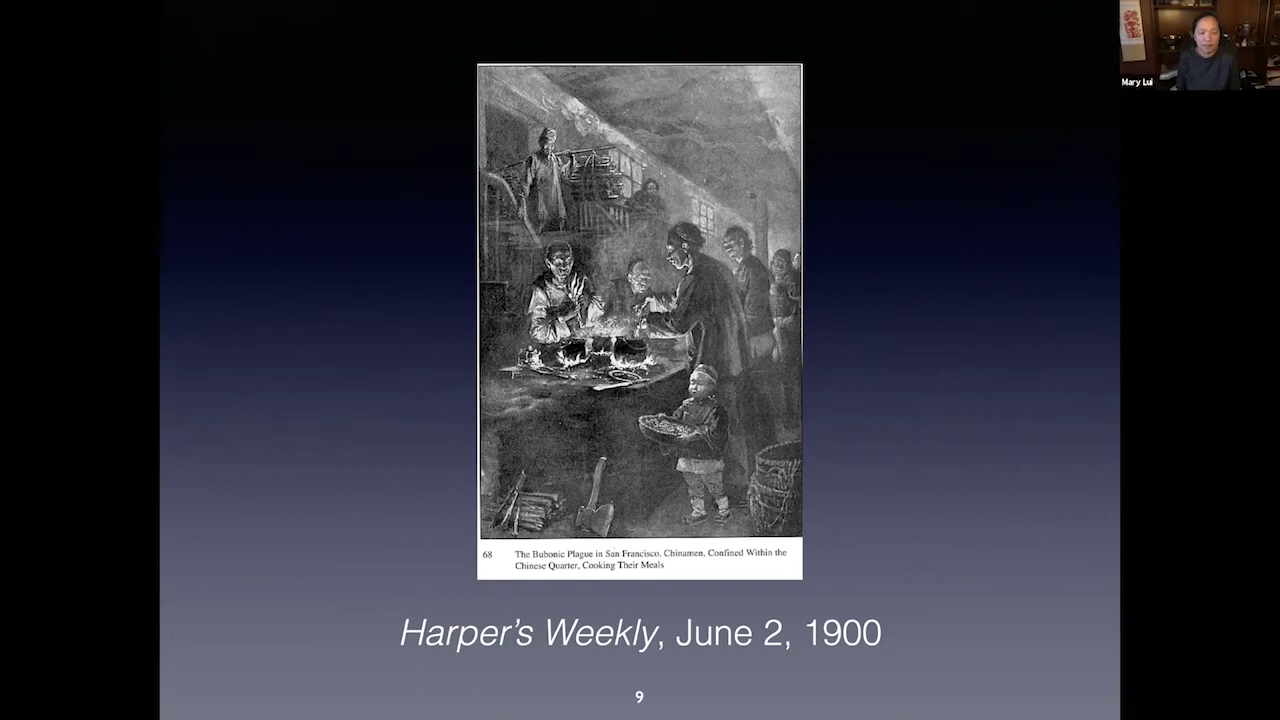 Mary Lui
68 The Bubonic Plague in San Francisco. Chinamen, Confined Within the
Chinese Quarter, Cooking Their Meals
Harper's Weekly, June 2, 1900
9